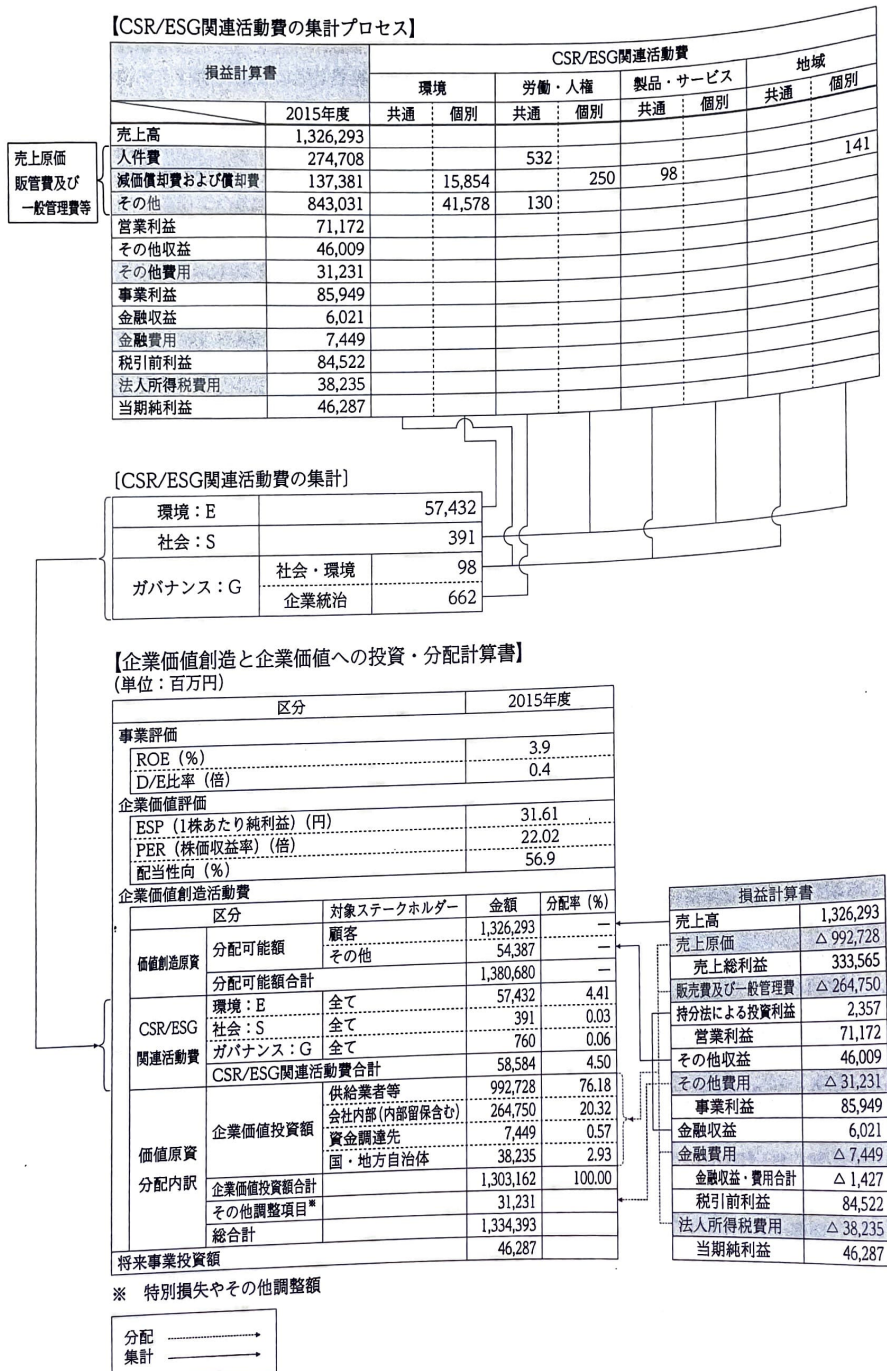 【CSR/ESG関連活動費の集計プロセス】
損益計算書 CSR/ESG関連活動費
環境 労働・人権 製品・サービス 地域
2015年度 共通 個別 共通 個別 共通 個別 共通 個別
売上高 1,326,293
売上原価
販管費及び
一般管理費等
人件費 274,708 532 141
減価償却費および償却費 137,381 15,854 250 98
その他 843,031 41,578 130
営業利益 71,172
その他収益 46,009
その他費用 31,231
事業利益 85,949
金融収益 6,021
金融費用 7,449
税引前利益 84,522
法人所得税費用 38,235
当期純利益 46,287
〔CSR/ESG関連活動費の集計〕
環境：E 57,432
社会：S 391
ガバナンス：G 社会・環境 98
企業統治 662
【企業価値創造と企業価値への投資・分配計算書】
(単位：百万円)
区分 2015年度
事業評価
ROE（%） 3.9
D/E比率（倍） 0.4
企業価値評価
ESP（1株あたり純利益）（円） 31.61
PER（株価収益率）（倍） 22.02
配当性向（%） 56.9
企業価値創造活動費
区分 対象ステークホルダー 金額 分配率（%）
価値創造原資 分配可能額 顧客 1,326,293 ―
その他 54,387 ―
分配可能額合計 1,380,680 ―
CSR/ESG
関連活動費
環境：E 全て 57,432 4.41
社会：S 全て 391 0.03
ガバナンス：G 全て 760 0.06
CSR/ESG関連活動費合計 58,584 4.50
価値原資
分配内訳
企業価値投資額 供給業者等 992,728 76.18
会社内部(内部留保含む) 264,750 20.32
資金調達先 7,449 0.57
国・地方自治体 38,235 2.93
企業価値投資額合計 1,303,162 100.00
その他調整項目※ 31,231
総合計 1,334,393
将来事業投資額 46,287
※ 特別損失やその他調整額
損益計算書
売上高 1,326,293
売上原価 △992,728
売上総利益 333,565
販売費及び一般管理費 △264,750
持分法による投資利益 2,357
営業利益 71,172
その他収益 46,009
その他費用 △31,231
事業利益 85,949
金融収益 6,021
金融費用 △7,449
金融収益・費用合計 △1,427
税引前利益 84,522
法人所得税費用 △38,235
当期純利益 46,287
分配
集計